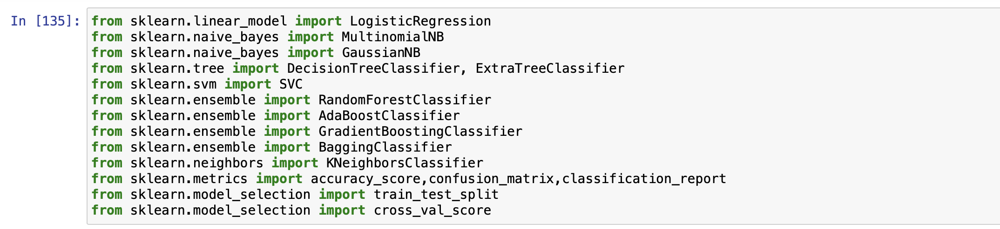 In [135]: from sklearn.linear_model import LogisticRegression
from sklearn.naive_bayes import MultinomialNB
from sklearn.naive_bayes import GaussianNB
from sklearn.tree import DecisionTreeClassifier, ExtraTreeClassifier
from sklearn.svm import SVC
from sklearn.ensemble import RandomForestClassifier
from sklearn.ensemble import AdaBoostClassifier
from sklearn.ensemble import GradientBoostingClassifier
from sklearn.ensemble import BaggingClassifier
from sklearn.neighbors import KNeighborsClassifier
from sklearn.metrics import accuracy_score,confusion_matrix,classification_report
from sklearn.model_selection import train_test_split
from sklearn.model_selection import cross_val_score